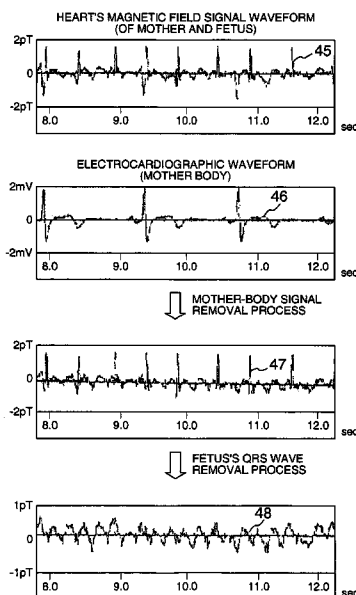 HEART'S MAGNETIC FIELD SIGNAL WAVEFORM
(OF MOTHER AND FETUS)
2pT
45
0
-2pT
8.0 9.0 10.0 11.0 12.0 sec
ELECTROCARDIOGRAPHIC WAVEFORM
(MOTHER BODY)
2mV
46
0
-2mV
8.0 9.0 10.0 11.0 12.0 sec
MOTHER-BODY SIGNAL
REMOVAL PROCESS
2pT
47
0
-2pT
8.0 9.0 10.0 11.0 12.0 sec
FETUS'S QRS WAVE
REMOVAL PROCESS
1pT
48
0
-1pT
8.0 9.0 10.0 11.0 12.0 sec